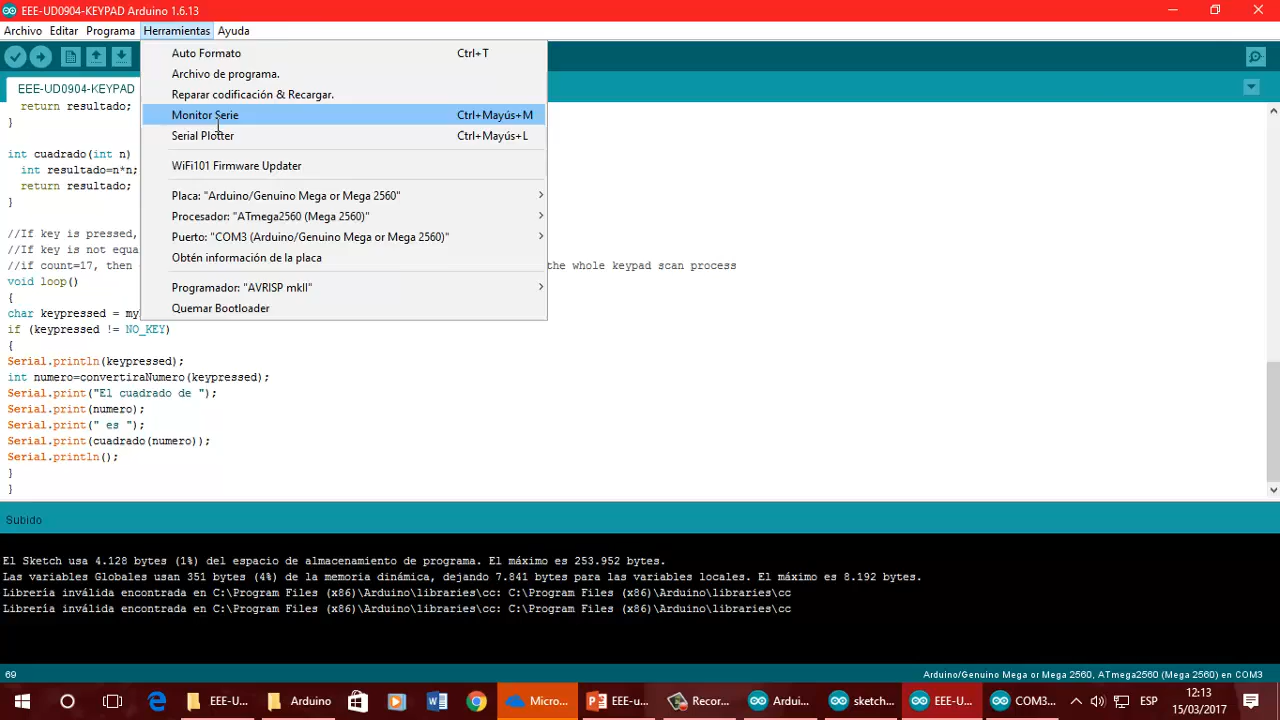 EEE-UD0904-KEYPAD Arduino 1.6.13
Archivo Editar Programa Herramientas Ayuda
Auto Formato Ctrl+T
Archivo de programa.
Reparar codificación & Recargar.
Monitor Serie Ctrl+Mayús+M
Serial Plotter Ctrl+Mayús+L
WiFi101 Firmware Updater
Placa: "Arduino/Genuino Mega or Mega 2560"
Procesador: "ATmega2560 (Mega 2560)"
Puerto: "COM3 (Arduino/Genuino Mega or Mega 2560)"
Obtén información de la placa
Programador: "AVRISP mkII"
Quemar Bootloader
EEE-UD0904-KEYPAD
return resultado;
}
int cuadrado(int n)
int resultado=n*n;
return resultado;
}
//If key is pressed,
//If key is not equa
//if count=17, then the whole keypad scan process
void loop()
{
char keypressed = my
if (keypressed != NO_KEY)
{
Serial.println(keypressed);
int numero=convertiraNumero(keypressed);
Serial.print("El cuadrado de ");
Serial.print(numero);
Serial.print(" es ");
Serial.print(cuadrado(numero));
Serial.println();
}
}
Subido
El Sketch usa 4.128 bytes (1%) del espacio de almacenamiento de programa. El máximo es 253.952 bytes.
Las variables Globales usan 351 bytes (4%) de la memoria dinámica, dejando 7.841 bytes para las variables locales. El máximo es 8.192 bytes.
Librería inválida encontrada en C:\Program Files (x86)\Arduino\libraries\cc: C:\Program Files (x86)\Arduino\libraries\cc
Librería inválida encontrada en C:\Program Files (x86)\Arduino\libraries\cc: C:\Program Files (x86)\Arduino\libraries\cc
69 Arduino/Genuino Mega or Mega 2560, ATmega2560 (Mega 2560) en COM3
EEE-U... Arduino Micro... EEE-u... Recor... Ardui... sketch... EEE-U... COM3... ESP 12:13
15/03/2017